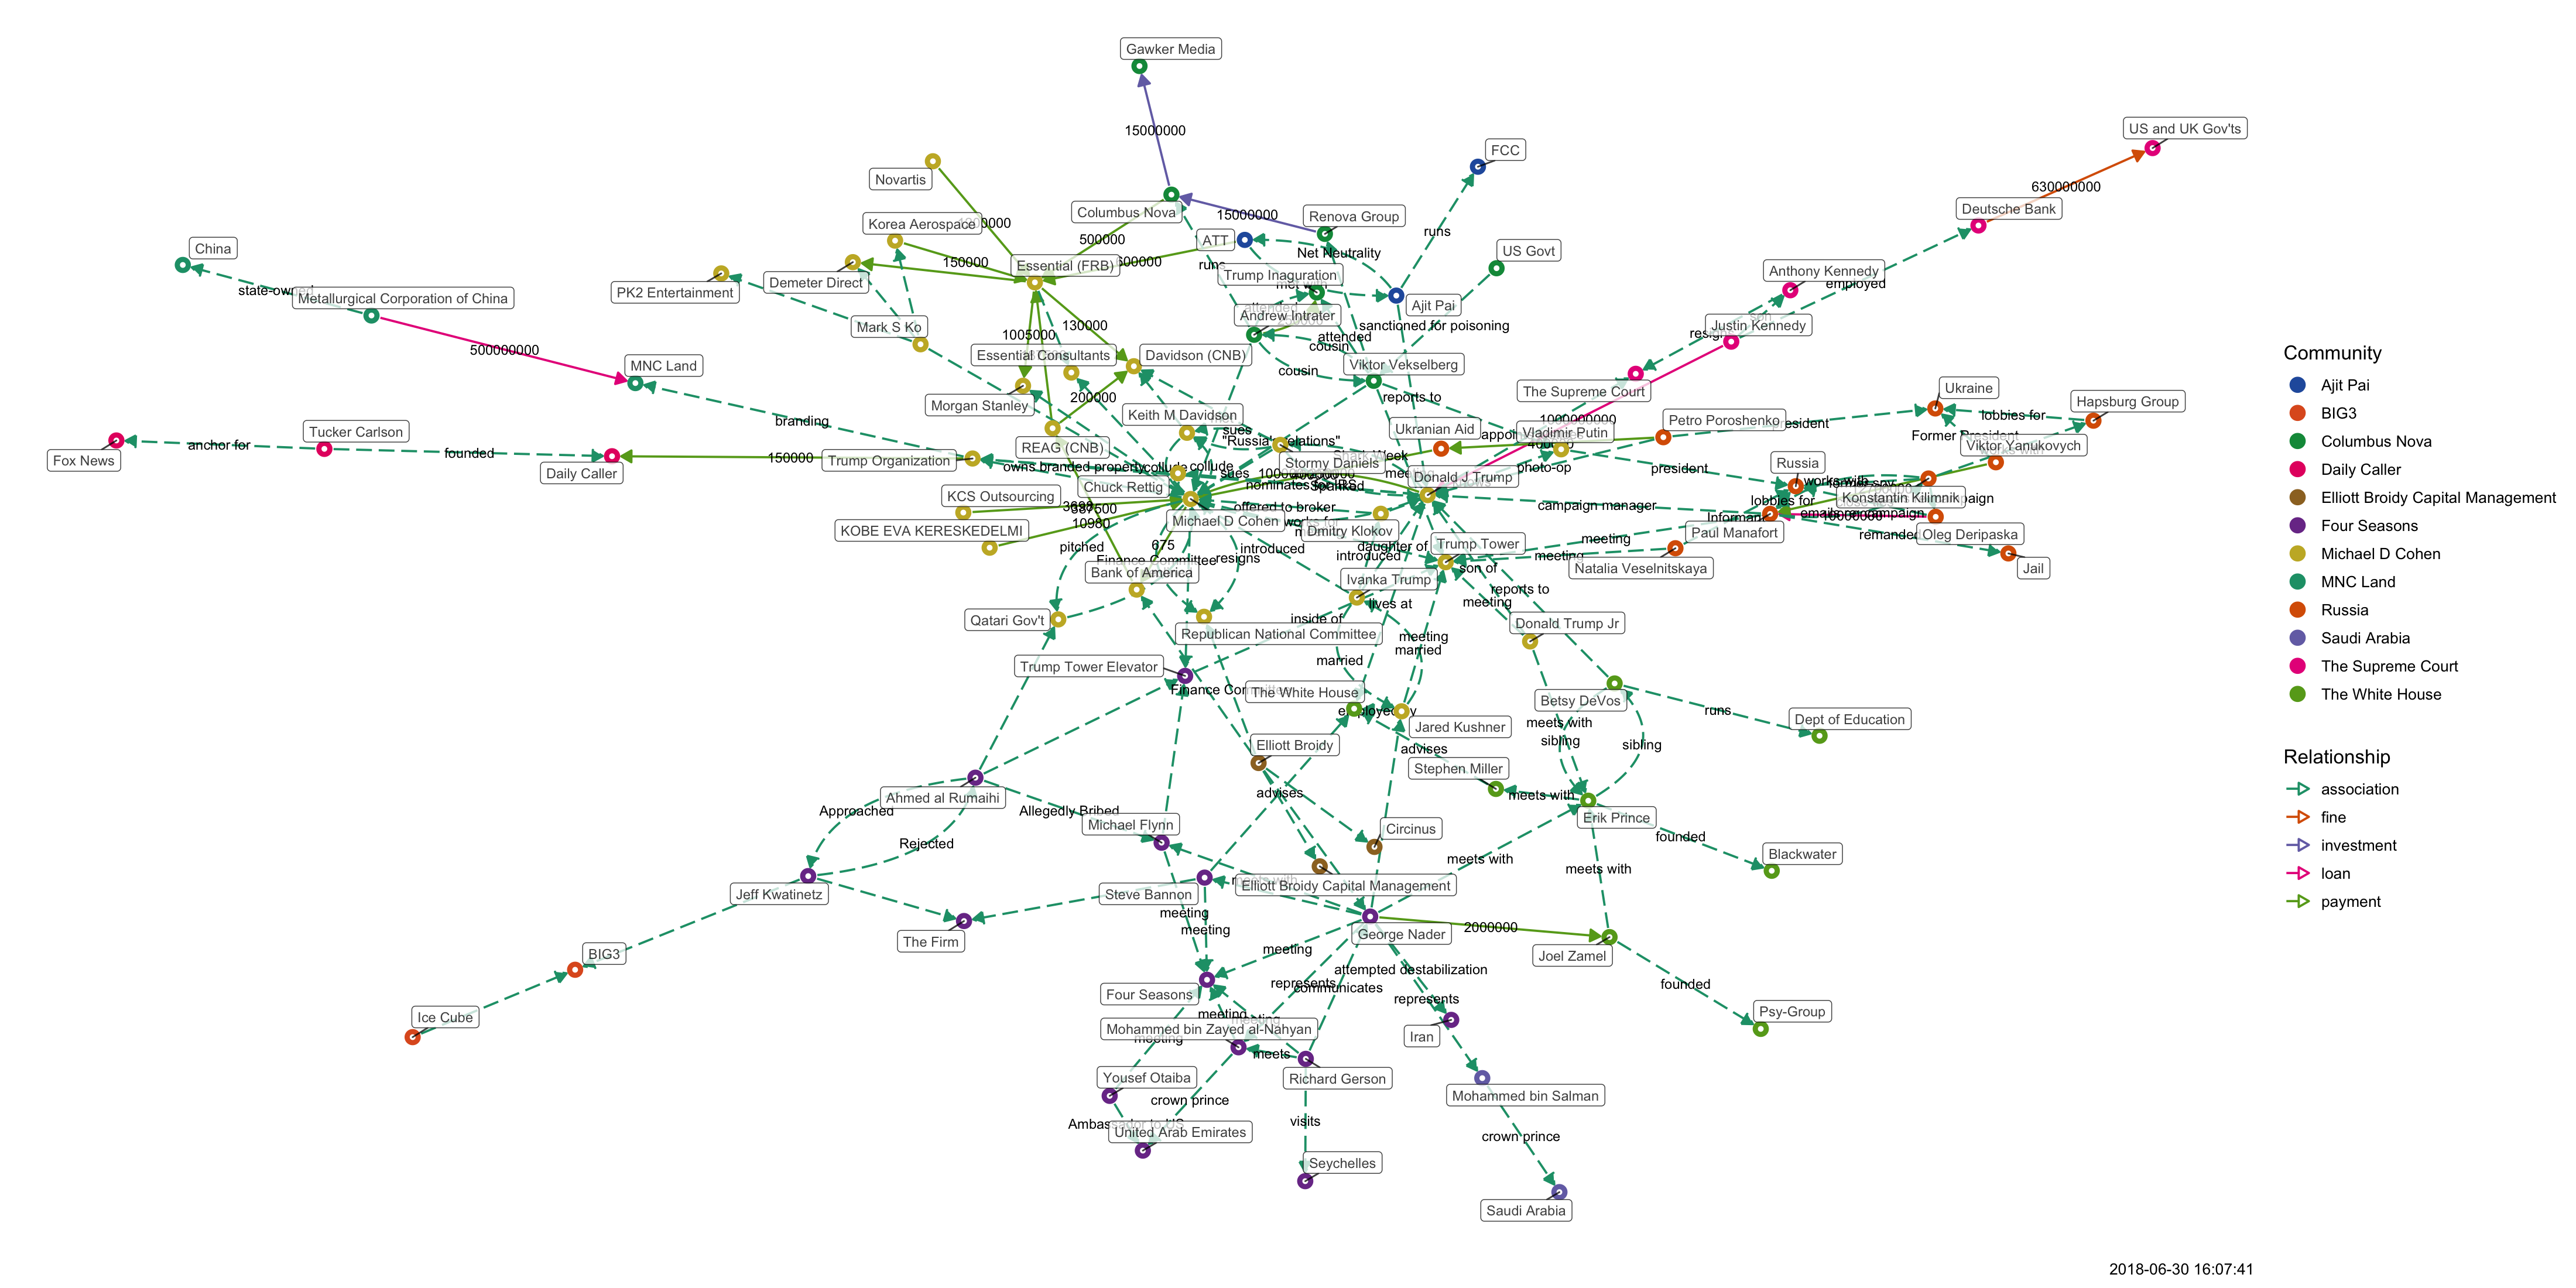 Gawker Media
US and UK Gov'ts
15000000
FCC
Novartis
630000000
Deutsche Bank
Columbus Nova
15000000
Renova Group
Korea Aerospace
runs
500000
ATT
US Govt
China
Net Neutrality
150000
Essential (FRB)
Trump Inaguration
Anthony Kennedy
employed
PK2 Entertainment
Demeter Direct
Metallurgical Corporation of China
Ajit Pai
Andrew Intrater
sanctioned for poisoning
Mark S Ko
130000
1005000
attended
cousin
Justin Kennedy
500000000
Essential Consultants
Davidson (CNB)
MNC Land
Viktor Vekselberg
cousin
The Supreme Court
Morgan Stanley
200000
reports to
Ukraine
Hapsburg Group
branding
Keith M Davidson
sues
Ukranian Aid
Petro Poroshenko
lobbies for
Tucker Carlson
Vladimir Putin
Former President
Viktor Yanukovych
anchor for
founded
REAG (CNB)
Fox News
Daily Caller
150000
Trump Organization
owns branded property
collude
collude
Stormy Daniels
photo-op
president
Russia
works with
Chuck Rettig
sues
nominates for IRS
Spanked
Donald J Trump
KCS Outsourcing
Konstantin Kilimnik
lobbies for
387500
offered to broker
campaign manager
10980
Michael D Cohen
Informant
10000000
KOBE EVA KERESKEDELMI
Dmitry Klokov
Paul Manafort
remanded
Oleg Deripaska
pitched
675
introduced
daughter of
Trump Tower
meeting
Finance Committee
resigns
introduced
meeting
Bank of America
Ivanka Trump
son of
Natalia Veselnitskaya
Jail
reports to
lives at
meeting
Qatari Gov't
inside of
Donald Trump Jr
Republican National Committee
meeting
married
Trump Tower Elevator
married
The White House
Betsy DeVos
runs
Dept of Education
Jared Kushner
meets with
Elliott Broidy
advises
sibling
sibling
Stephen Miller
advises
meets with
Ahmed al Rumaihi
Approached
Allegedly Bribed
Erik Prince
Michael Flynn
Circinus
founded
Rejected
Blackwater
meets with
meets with
Jeff Kwatinetz
Steve Bannon
Elliott Broidy Capital Management
meeting
2000000
The Firm
meeting
George Nader
BIG3
meeting
Joel Zamel
attempted destabilization
represents
communicates
founded
Four Seasons
represents
Ice Cube
meeting
Psy-Group
Mohammed bin Zayed al-Nahyan
Iran
meeting
meets
Yousef Otaiba
Richard Gerson
Mohammed bin Salman
crown prince
visits
United Arab Emirates
crown prince
Seychelles
Saudi Arabia
Community
Ajit Pai
BIG3
Columbus Nova
Daily Caller
Elliott Broidy Capital Management
Four Seasons
Michael D Cohen
MNC Land
Russia
Saudi Arabia
The Supreme Court
The White House
Relationship
association
fine
investment
loan
payment
2018-06-30 16:07:41